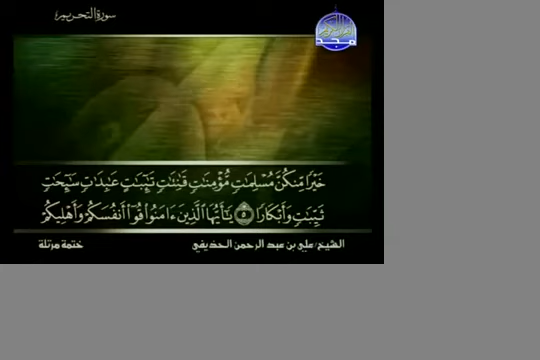 سورة التحريم
المجد
خَيْرًا مِّنكُنَّ مُسْلِمَٰتٍ مُّؤْمِنَٰتٍ قَٰنِتَٰتٍ تَٰٓئِبَٰتٍ عَٰبِدَٰتٍ سَٰٓئِحَٰتٍ
ثَيِّبَٰتٍ وَأَبْكَارًا ٥ يَٰٓأَيُّهَا ٱلَّذِينَ ءَامَنُوا۟ قُوٓا۟ أَنفُسَكُمْ وَأَهْلِيكُمْ
الشيخ/علي بن عبد الرحمن الحذيفي ختمة مرتلة